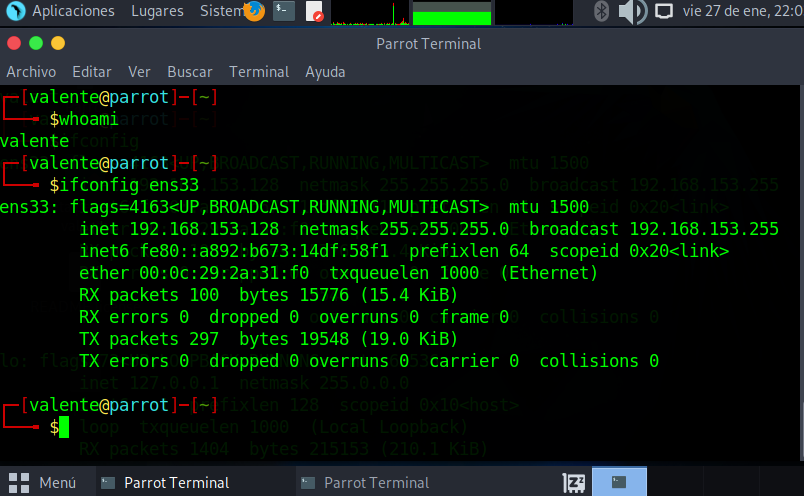 Aplicaciones Lugares Sistem vie 27 de ene, 22:0
Parrot Terminal
Archivo Editar Ver Buscar Terminal Ayuda
┌─[valente@parrot]─[~]
└──╼ $whoami
valente
┌─[valente@parrot]─[~]
└──╼ $ifconfig ens33
ens33: flags=4163<UP,BROADCAST,RUNNING,MULTICAST>  mtu 1500
        inet 192.168.153.128  netmask 255.255.255.0  broadcast 192.168.153.255
        inet6 fe80::a892:b673:14df:58f1  prefixlen 64  scopeid 0x20<link>
        ether 00:0c:29:2a:31:f0  txqueuelen 1000  (Ethernet)
        RX packets 100  bytes 15776 (15.4 KiB)
        RX errors 0  dropped 0  overruns 0  frame 0
        TX packets 297  bytes 19548 (19.0 KiB)
        TX errors 0  dropped 0 overruns 0  carrier 0  collisions 0
┌─[valente@parrot]─[~]
└──╼ $
Menú Parrot Terminal Parrot Terminal